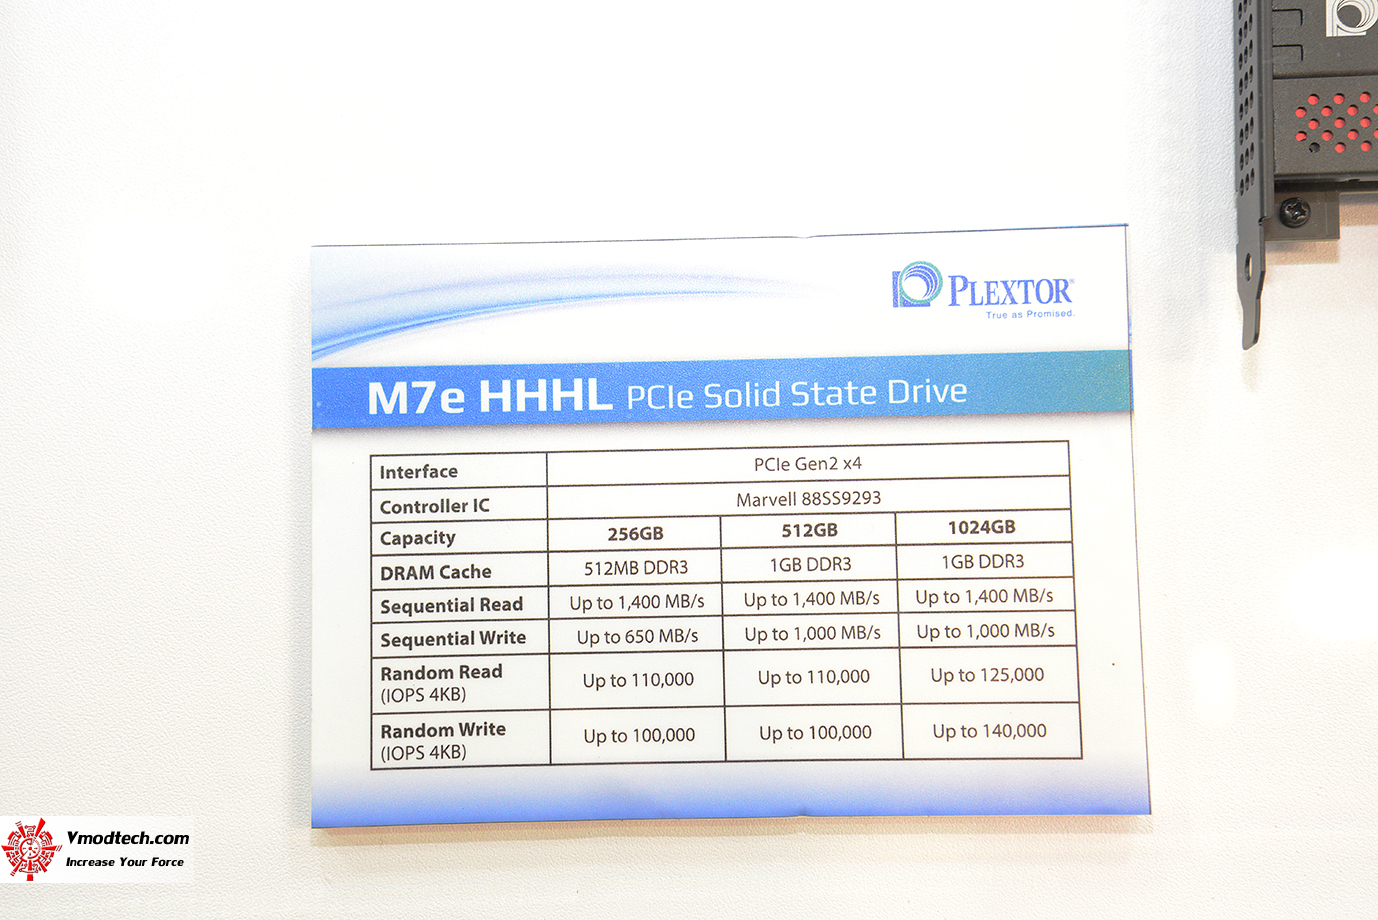 PLEXTOR®
True as Promised.
M7e HHHL PCIe Solid State Drive
Interface PCIe Gen2 x4
Controller IC Marvell 88SS9293
Capacity 256GB 512GB 1024GB
DRAM Cache 512MB DDR3 1GB DDR3 1GB DDR3
Sequential Read Up to 1,400 MB/s Up to 1,400 MB/s Up to 1,400 MB/s
Sequential Write Up to 650 MB/s Up to 1,000 MB/s Up to 1,000 MB/s
Random Read
(IOPS 4KB) Up to 110,000 Up to 110,000 Up to 125,000
Random Write
(IOPS 4KB) Up to 100,000 Up to 100,000 Up to 140,000
Vmodtech.com
Increase Your Force